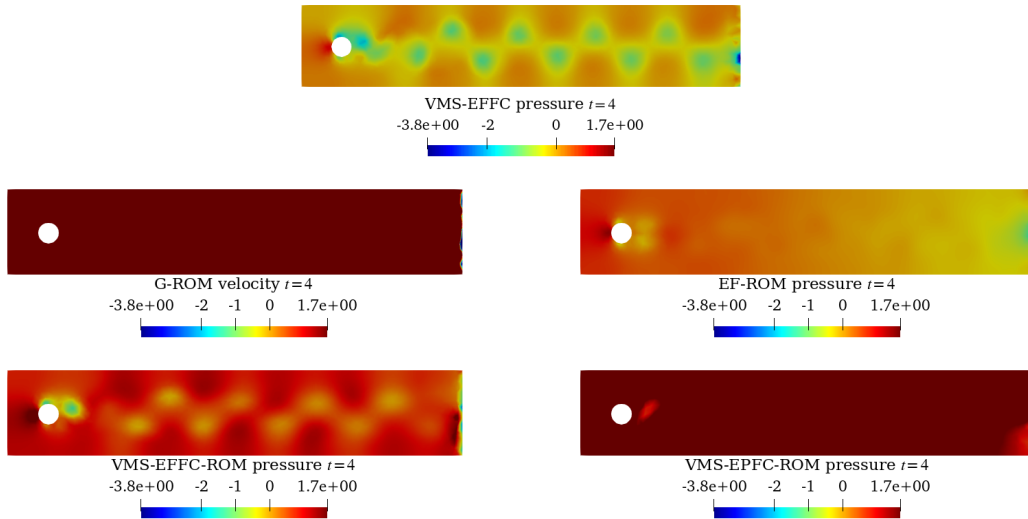 VMS-EFFC pressure t=4
-3.8e+00 -2 0 1.7e+00
G-ROM velocity t=4
-3.8e+00 -2 -1 0 1.7e+00
EF-ROM pressure t=4
-3.8e+00 -2 -1 0 1.7e+00
VMS-EFFC-ROM pressure t=4
-3.8e+00 -2 -1 0 1.7e+00
VMS-EPFC-ROM pressure t=4
-3.8e+00 -2 -1 0 1.7e+00